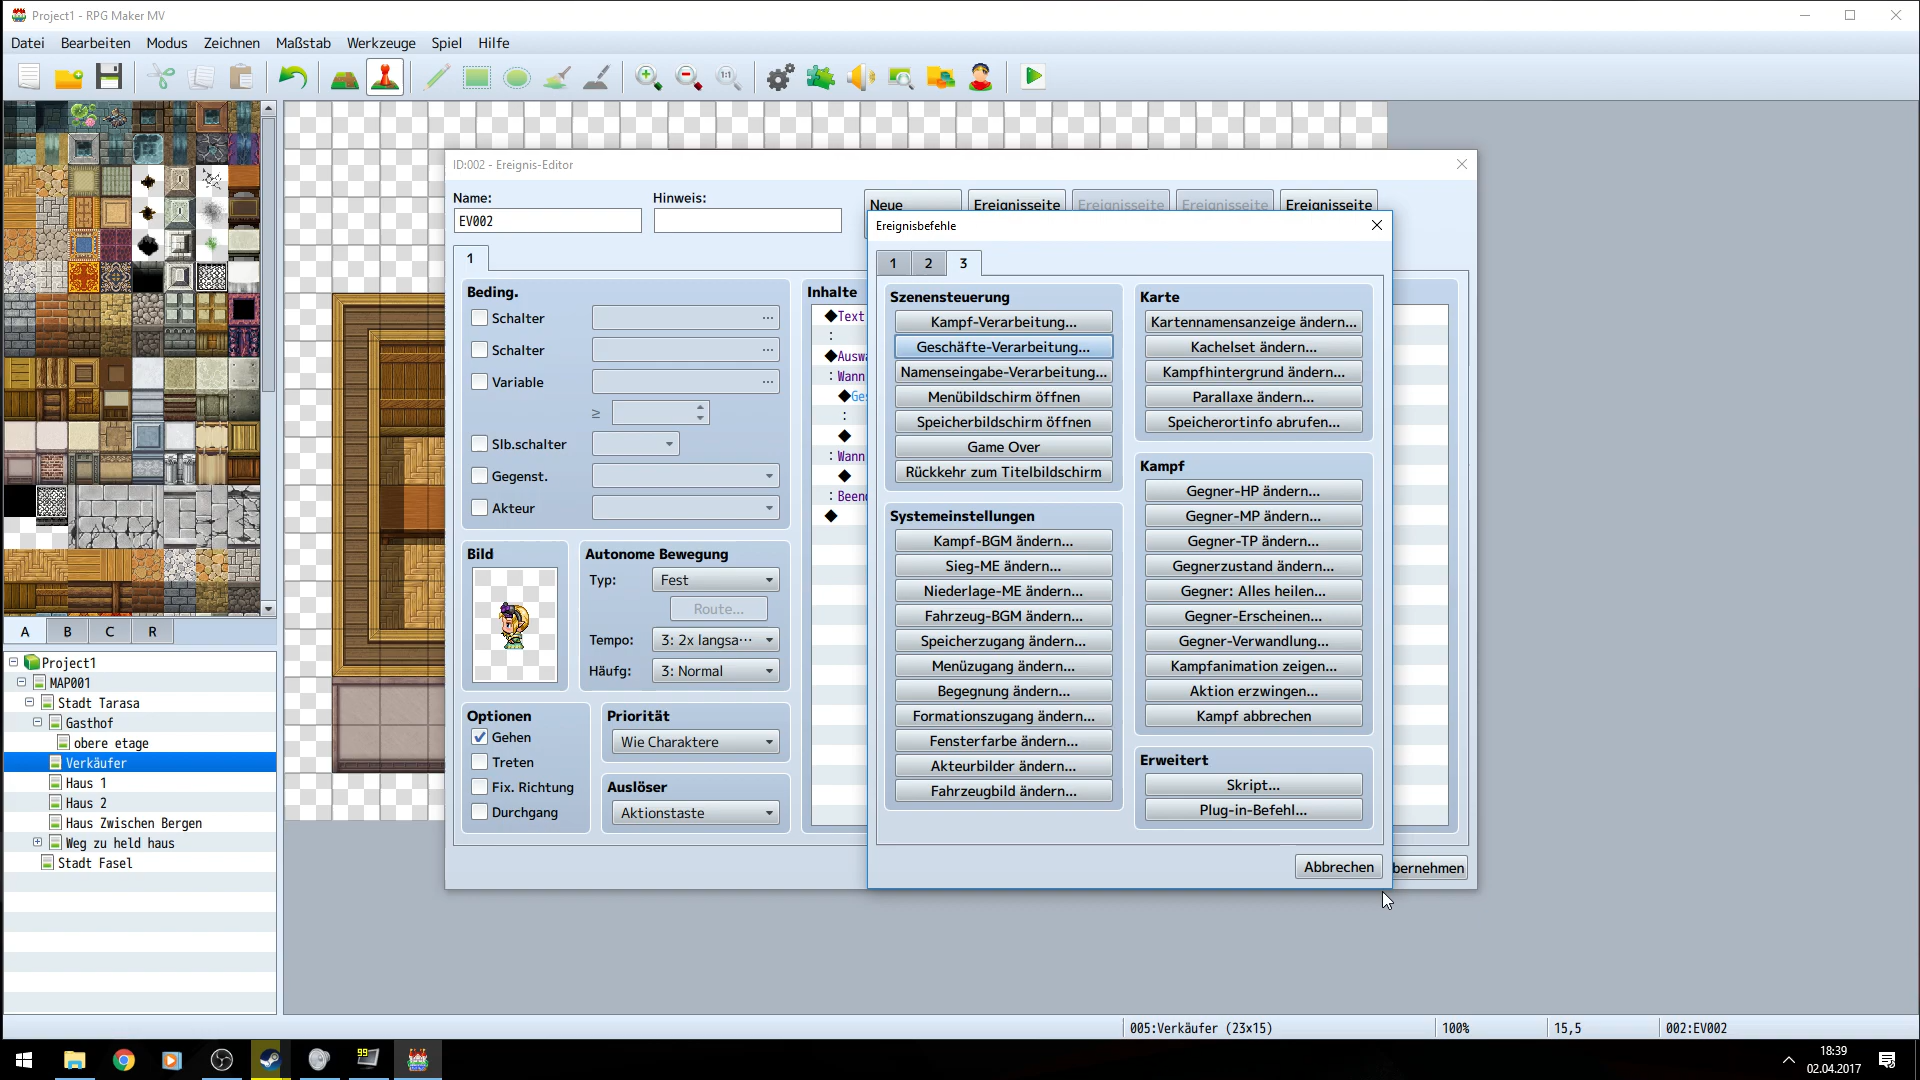 Project1 - RPG Maker MV
Datei Bearbeiten Modus Zeichnen Maßstab Werkzeuge Spiel Hilfe
1:1
ID:002 - Ereignis-Editor
Name: Hinweis:
EV002
Neue Ereignisseite Ereignisseite Ereignisseite Ereignisseite
1
Beding.
Schalter ...
Schalter ...
Variable ...
≥
Slb.schalter
Gegenst.
Akteur
Bild
Autonome Bewegung
Typ: Fest
Route...
Tempo: 3: 2x langsa...
Häufg: 3: Normal
Optionen
Gehen
Treten
Fix. Richtung
Durchgang
Priorität
Wie Charaktere
Auslöser
Aktionstaste
Inhalte
◆Text
:
◆Ausw
: Wann
◆Ges
:
◆
: Wann
◆
: Been
◆
Ereignisbefehle
1 2 3
Szenensteuerung
Kampf-Verarbeitung...
Geschäfte-Verarbeitung...
Namenseingabe-Verarbeitung...
Menübildschirm öffnen
Speicherbildschirm öffnen
Game Over
Rückkehr zum Titelbildschirm
Systemeinstellungen
Kampf-BGM ändern...
Sieg-ME ändern...
Niederlage-ME ändern...
Fahrzeug-BGM ändern...
Speicherzugang ändern...
Menüzugang ändern...
Begegnung ändern...
Formationszugang ändern...
Fensterfarbe ändern...
Akteurbilder ändern...
Fahrzeugbild ändern...
Karte
Kartennamensanzeige ändern...
Kachelset ändern...
Kampfhintergrund ändern...
Parallaxe ändern...
Speicherortinfo abrufen...
Kampf
Gegner-HP ändern...
Gegner-MP ändern...
Gegner-TP ändern...
Gegnerzustand ändern...
Gegner: Alles heilen...
Gegner-Erscheinen...
Gegner-Verwandlung...
Kampfanimation zeigen...
Aktion erzwingen...
Kampf abbrechen
Erweitert
Skript...
Plug-in-Befehl...
Abbrechen
bernehmen
A B C R
Project1
MAP001
Stadt Tarasa
Gasthof
obere etage
Verkäufer
Haus 1
Haus 2
Haus Zwischen Bergen
Weg zu held haus
Stadt Fasel
005:Verkäufer (23x15) 100% 15,5 002:EV002
99
18:39
02.04.2017